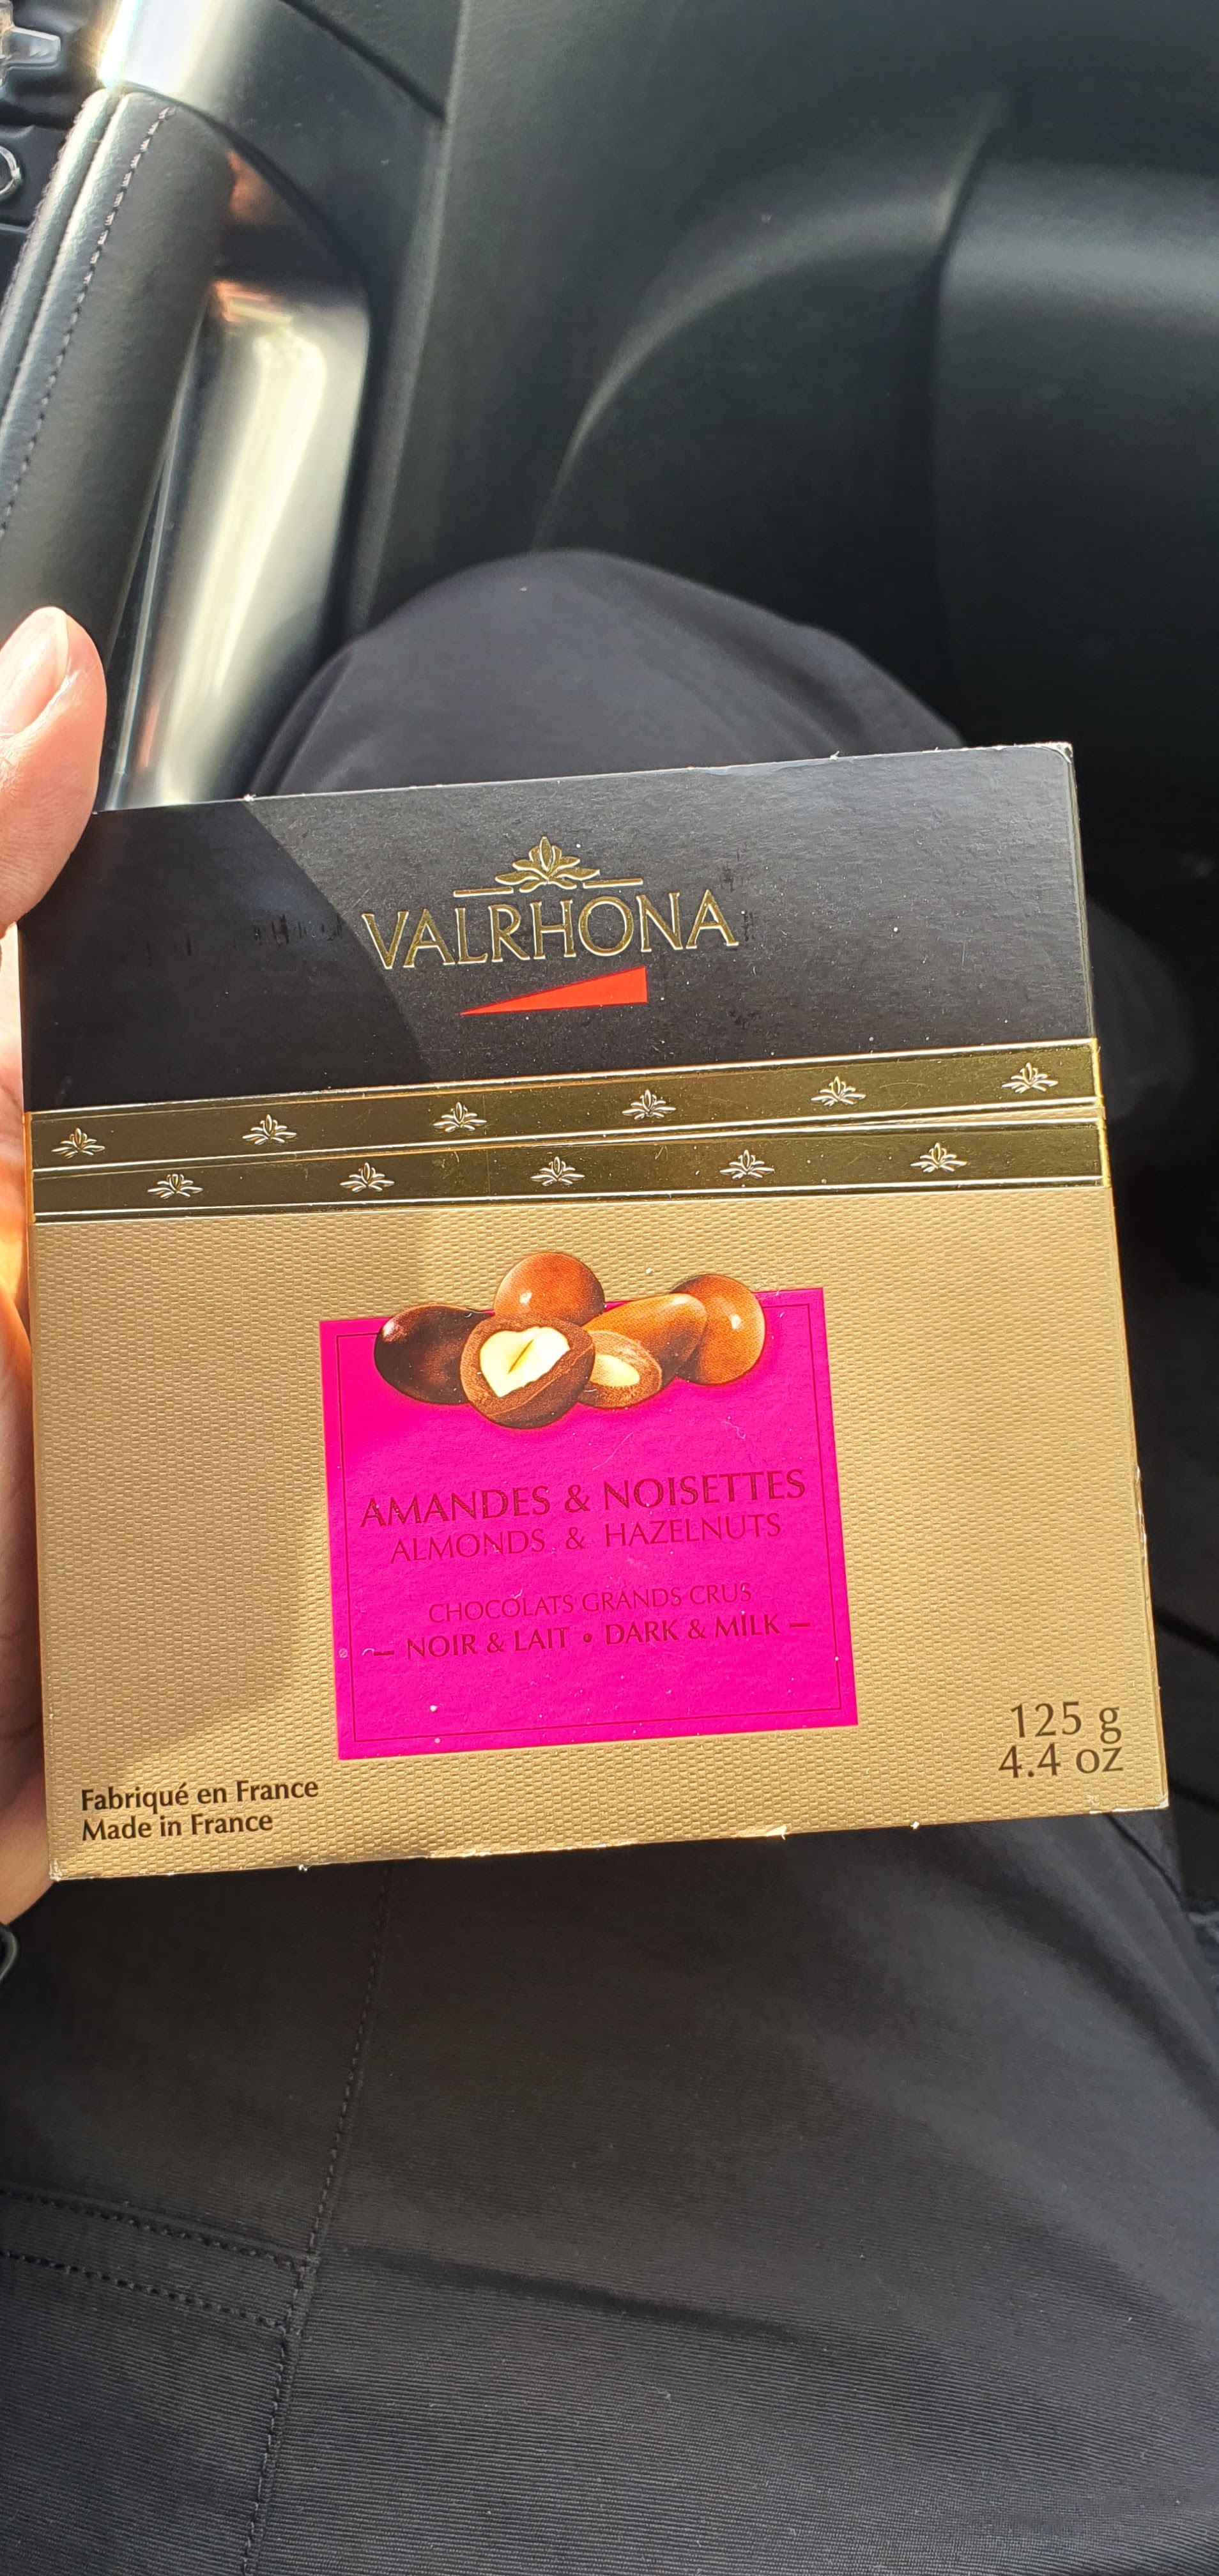 VALRHONA
AMANDES & NOISETTES
ALMONDS & HAZELNUTS
CHOCOLATS GRANDS CRUS
— NOIR & LAIT • DARK & MILK —
125 g
4.4 oz
Fabriqué en France
Made in France